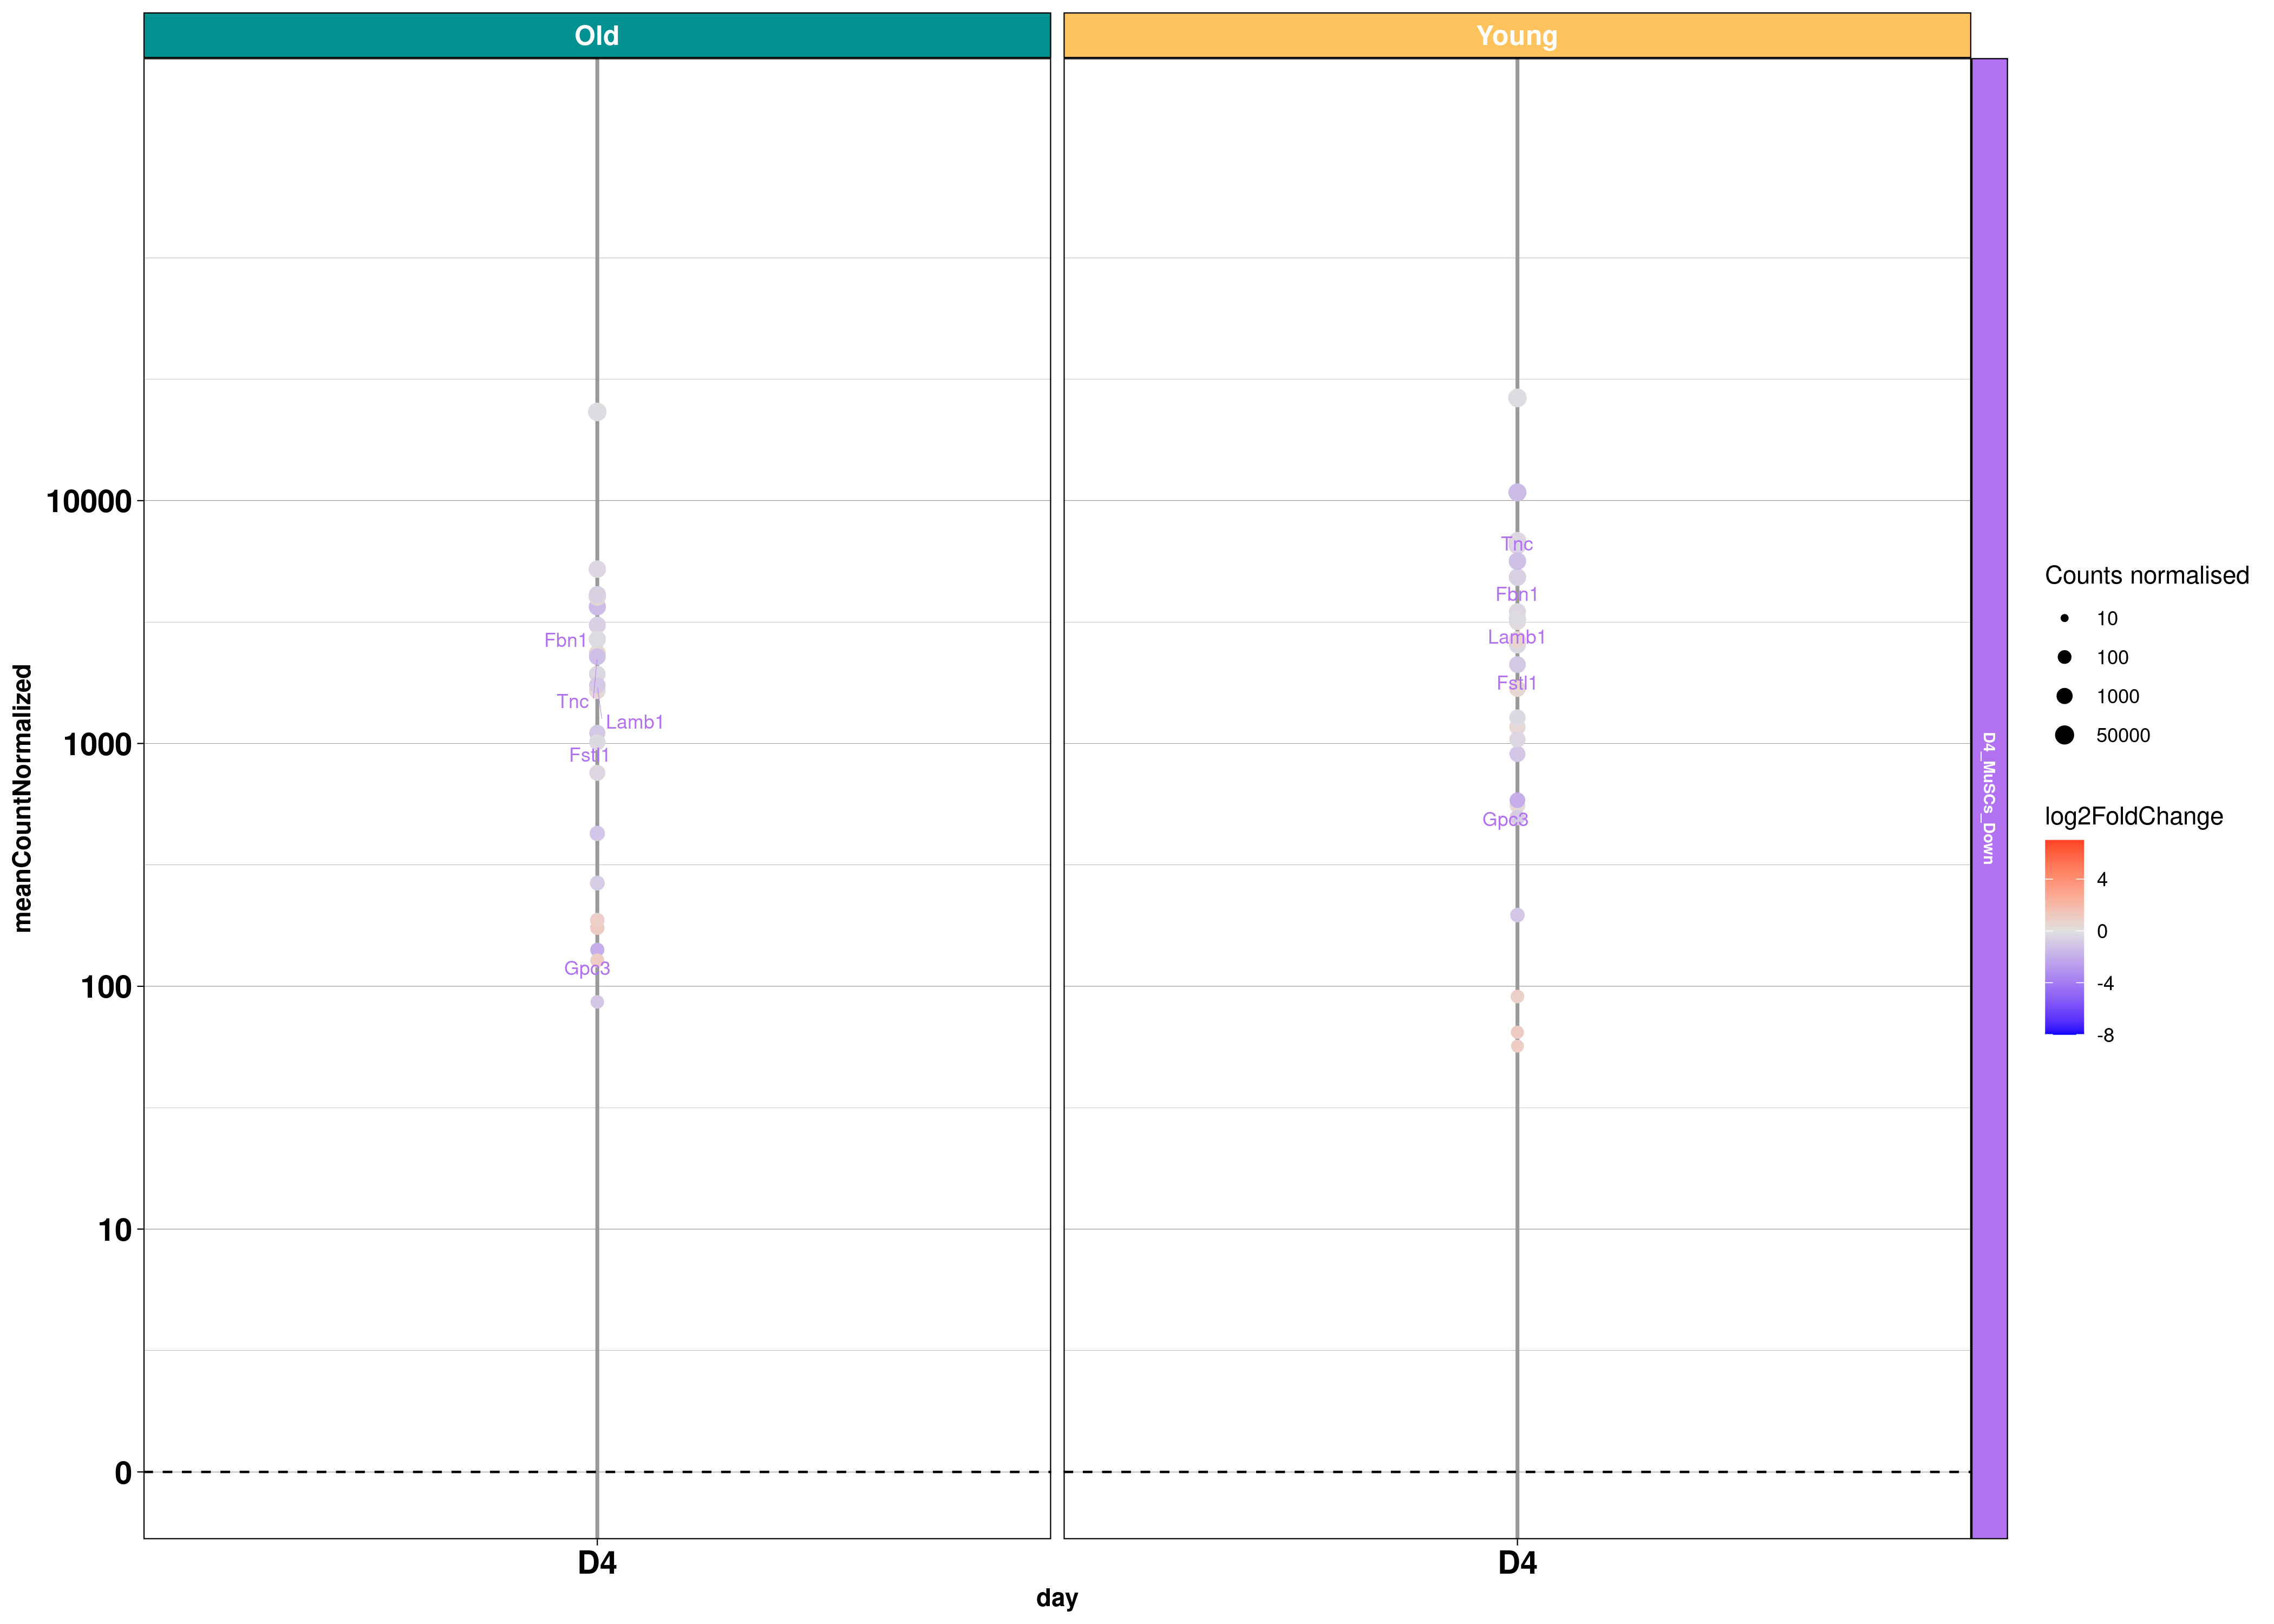 Old
Young
meanCountNormalized
10000
1000
100
10
0
Fbn1
Tnc
Lamb1
Fstl1
Gpc3
Tnc
Fbn1
Lamb1
Fstl1
Gpc3
D4_MuSCs_Down
D4
D4
day
Counts normalised
10
100
1000
50000
log2FoldChange
4
0
-4
-8